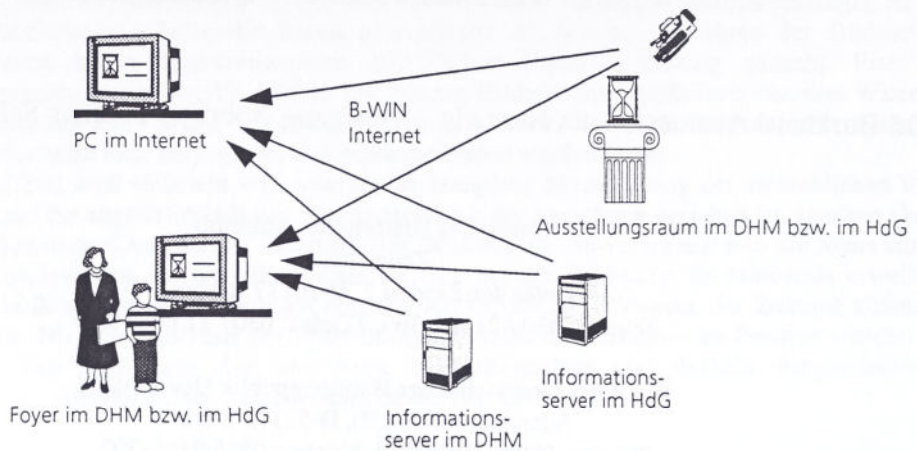 B-WIN
Internet
PC im Internet
Ausstellungsraum im DHM bzw. im HdG
Foyer im DHM bzw. im HdG
Informations-
server im DHM
Informations-
server im HdG